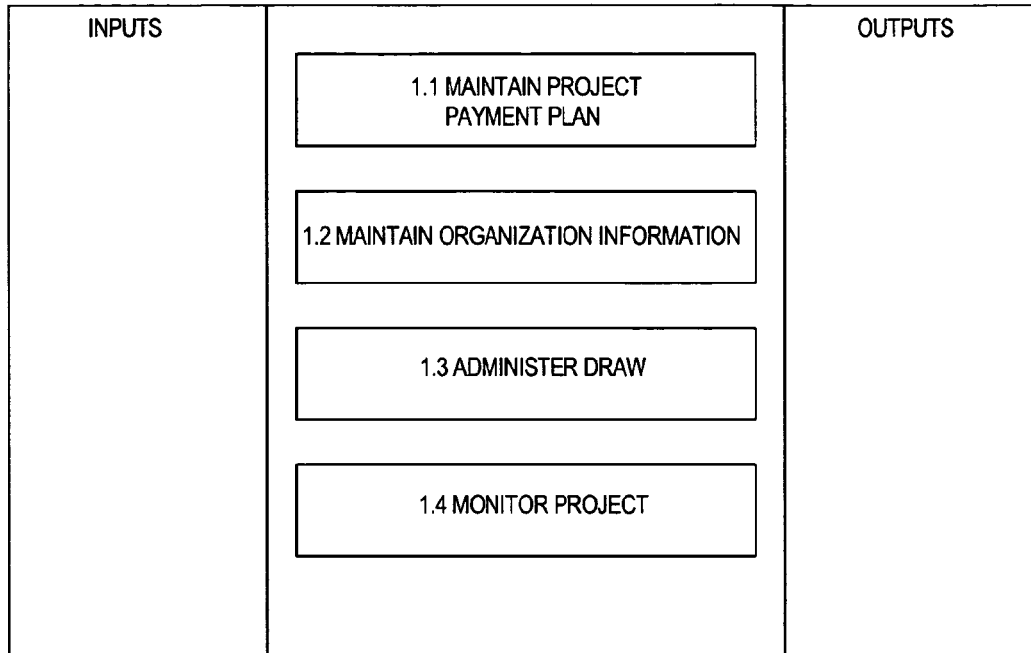 INPUTS
OUTPUTS
1.1 MAINTAIN PROJECT
PAYMENT PLAN
1.2 MAINTAIN ORGANIZATION INFORMATION
1.3 ADMINISTER DRAW
1.4 MONITOR PROJECT